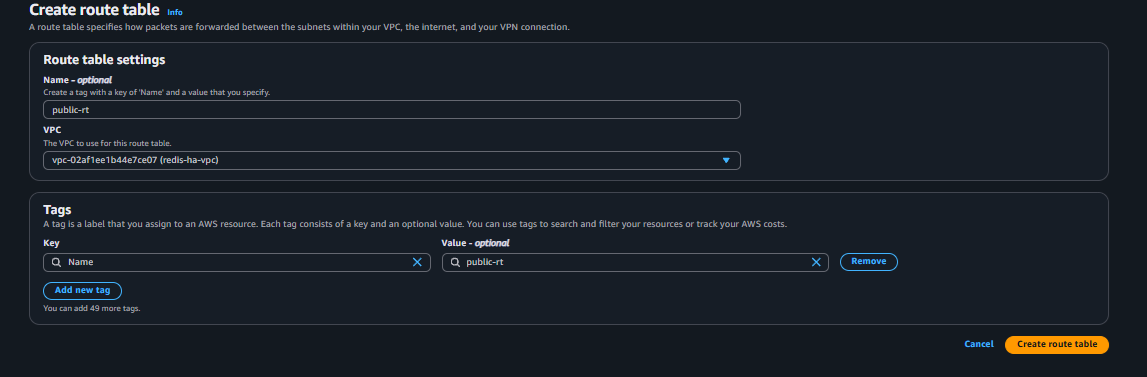 Create route table Info
A route table specifies how packets are forwarded between the subnets within your VPC, the internet, and your VPN connection.
Route table settings
Name - optional
Create a tag with a key of 'Name' and a value that you specify.
public-rt
VPC
The VPC to use for this route table.
vpc-02af1ee1b44e7ce07 (redis-ha-vpc)
Tags
A tag is a label that you assign to an AWS resource. Each tag consists of a key and an optional value. You can use tags to search and filter your resources or track your AWS costs.
Key Value - optional
Name public-rt Remove
Add new tag
You can add 49 more tags.
Cancel Create route table